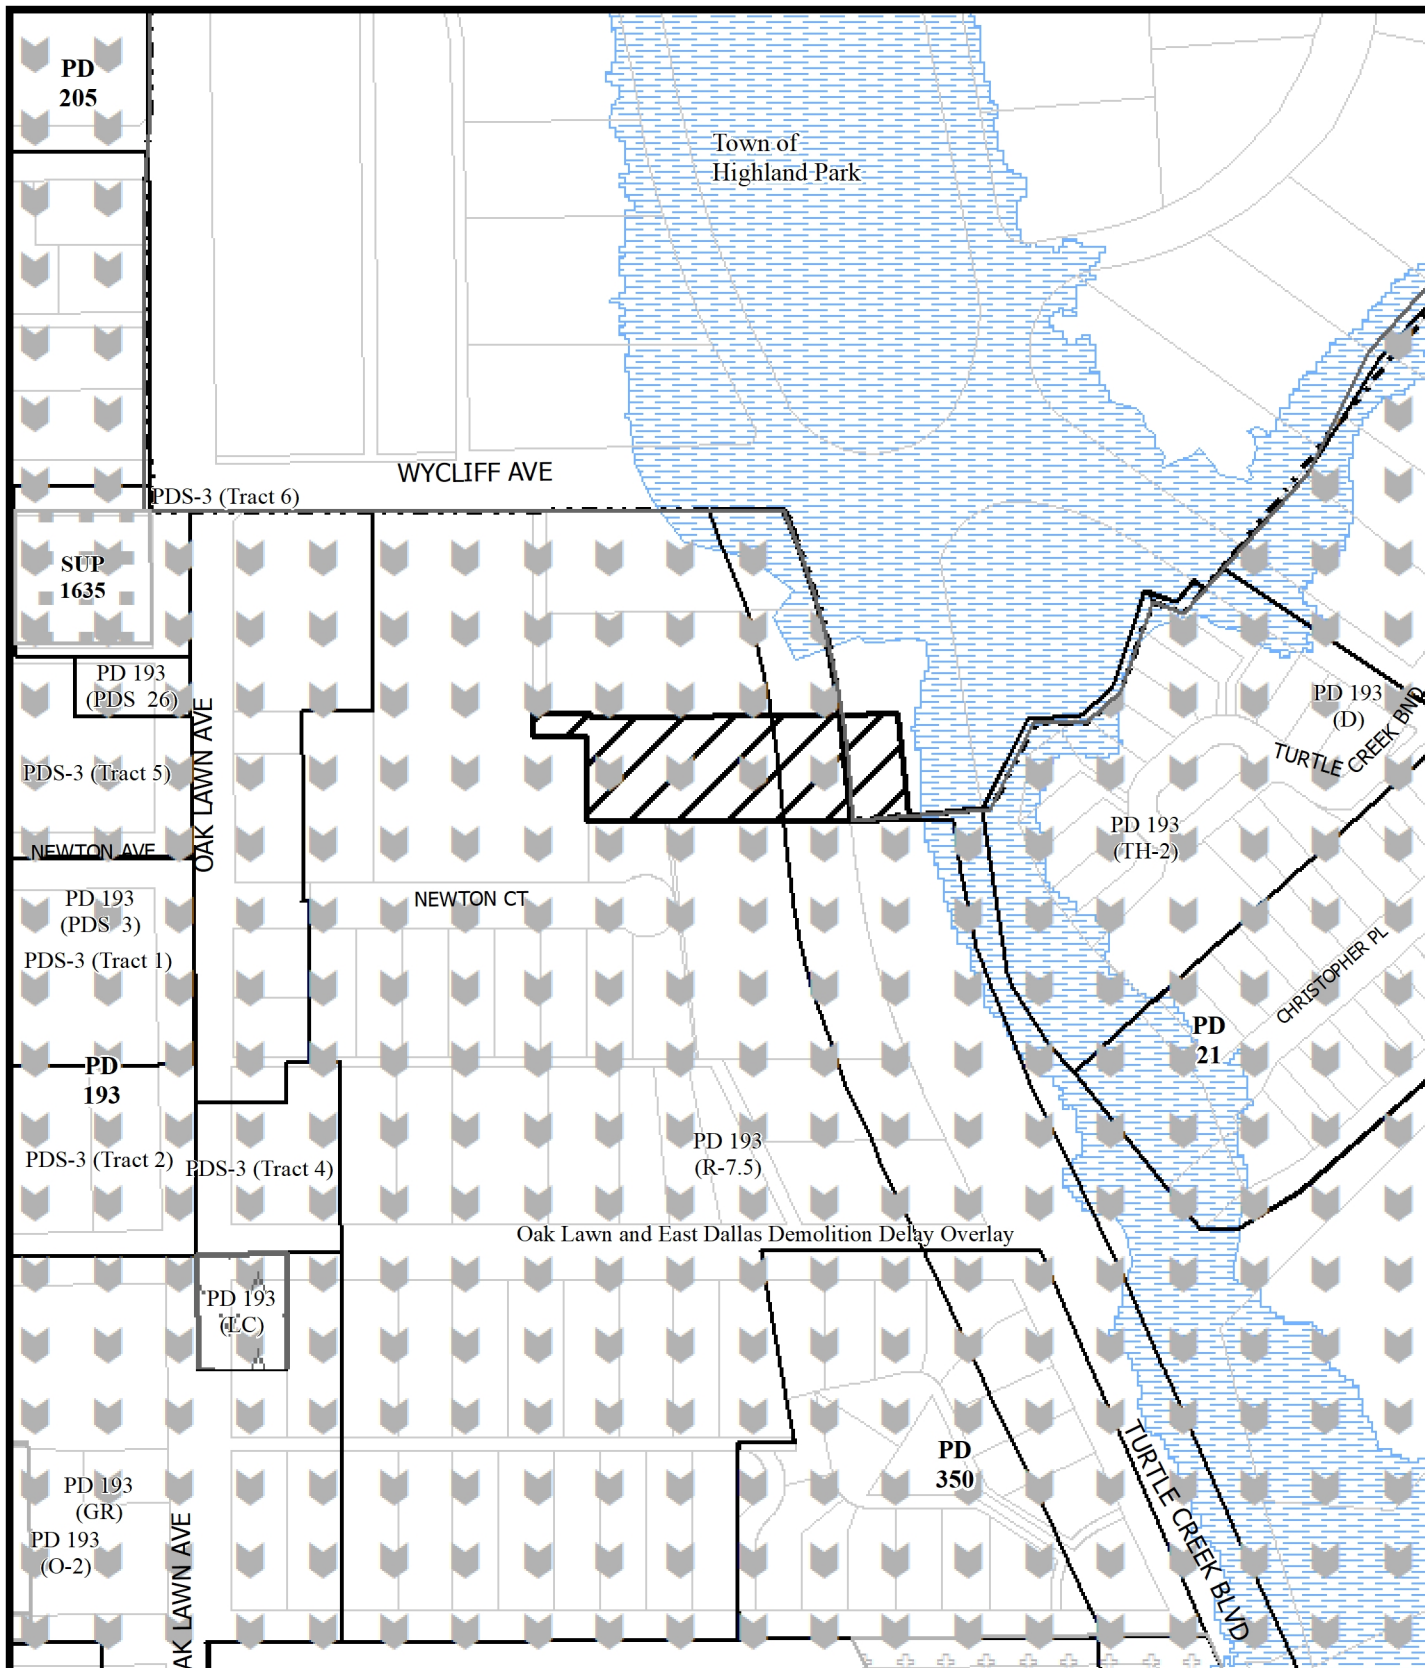 PD
205
Town of
Highland Park
WYCLIFF AVE
PDS-3 (Tract 6)
SUP
1635
PD 193
(PDS 26)
OAK LAWN AVE
PD 193
(D)
TURTLE CREEK BND
PDS-3 (Tract 5)
PD 193
(TH-2)
NEWTON AVE
NEWTON CT
PD 193
(PDS 3)
PDS-3 (Tract 1)
CHRISTOPHER PL
PD
21
PD
193
PDS-3 (Tract 2)
PDS-3 (Tract 4)
PD 193
(R-7.5)
Oak Lawn and East Dallas Demolition Delay Overlay
PD 193
(LC)
PD
350
TURTLE CREEK BLVD
PD 193
(GR)
PD 193
(O-2)
AK LAWN AVE